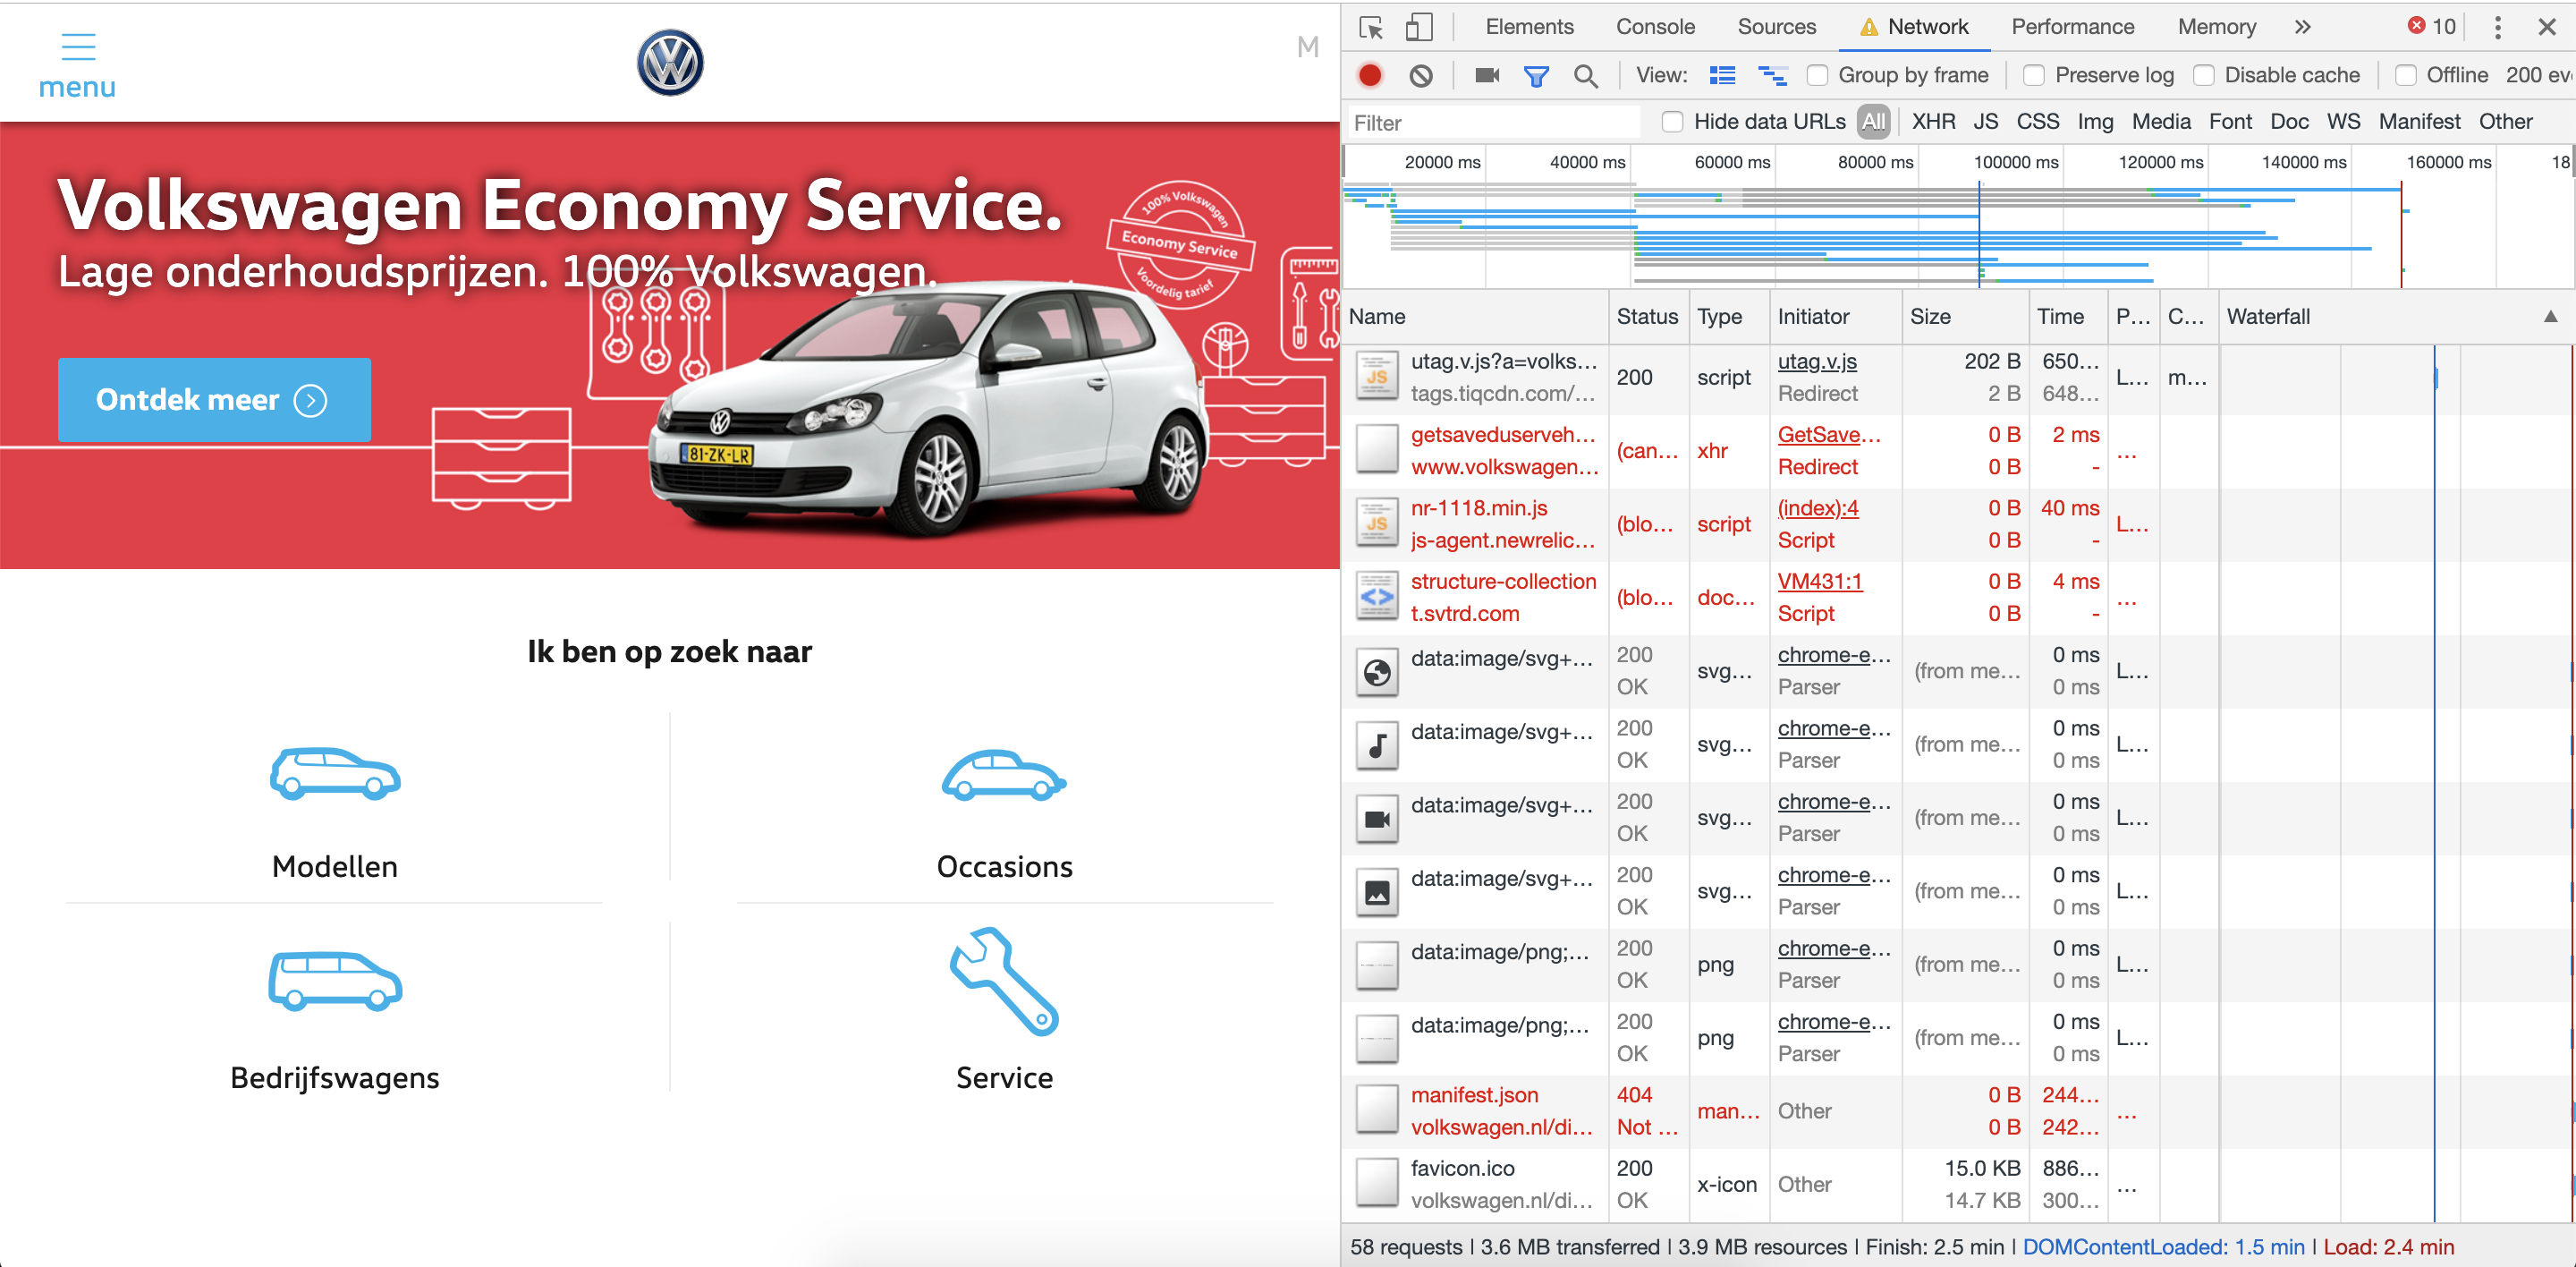 menu
M
Volkswagen Economy Service.
Lage onderhoudsprijzen. 100% Volkswagen.
100% Volkswagen
Economy Service
Voordelig tarief
Ontdek meer
81-ZK-LR
Ik ben op zoek naar
Modellen
Occasions
Bedrijfswagens
Service
Elements Console Sources Network Performance Memory 10
View: Group by frame Preserve log Disable cache Offline 200 ev
Filter Hide data URLs All XHR JS CSS Img Media Font Doc WS Manifest Other
20000 ms 40000 ms 60000 ms 80000 ms 100000 ms 120000 ms 140000 ms 160000 ms 18
Name Status Type Initiator Size Time P... C... Waterfall
JS utag.v.js?a=volks... 200 script utag.v.js 202 B 650... L... m...
tags.tiqcdn.com/... Redirect 2 B 648...
getsaveduserveh... (can... xhr GetSave... 0 B 2 ms ...
www.volkswagen... Redirect 0 B -
JS nr-1118.min.js (blo... script (index):4 0 B 40 ms L...
js-agent.newrelic... Script 0 B -
structure-collection (blo... doc... VM431:1 0 B 4 ms ...
t.svtrd.com Script 0 B -
data:image/svg+... 200 svg... chrome-e... (from me... 0 ms L...
OK Parser 0 ms
data:image/svg+... 200 svg... chrome-e... (from me... 0 ms L...
OK Parser 0 ms
data:image/svg+... 200 svg... chrome-e... (from me... 0 ms L...
OK Parser 0 ms
data:image/svg+... 200 svg... chrome-e... (from me... 0 ms L...
OK Parser 0 ms
data:image/png;... 200 png chrome-e... (from me... 0 ms L...
OK Parser 0 ms
data:image/png;... 200 png chrome-e... (from me... 0 ms L...
OK Parser 0 ms
manifest.json 404 man... Other 0 B 244... ...
volkswagen.nl/di... Not ... 0 B 242...
favicon.ico 200 x-icon Other 15.0 KB 886... ...
volkswagen.nl/di... OK 14.7 KB 300...
58 requests | 3.6 MB transferred | 3.9 MB resources | Finish: 2.5 min | DOMContentLoaded: 1.5 min | Load: 2.4 min